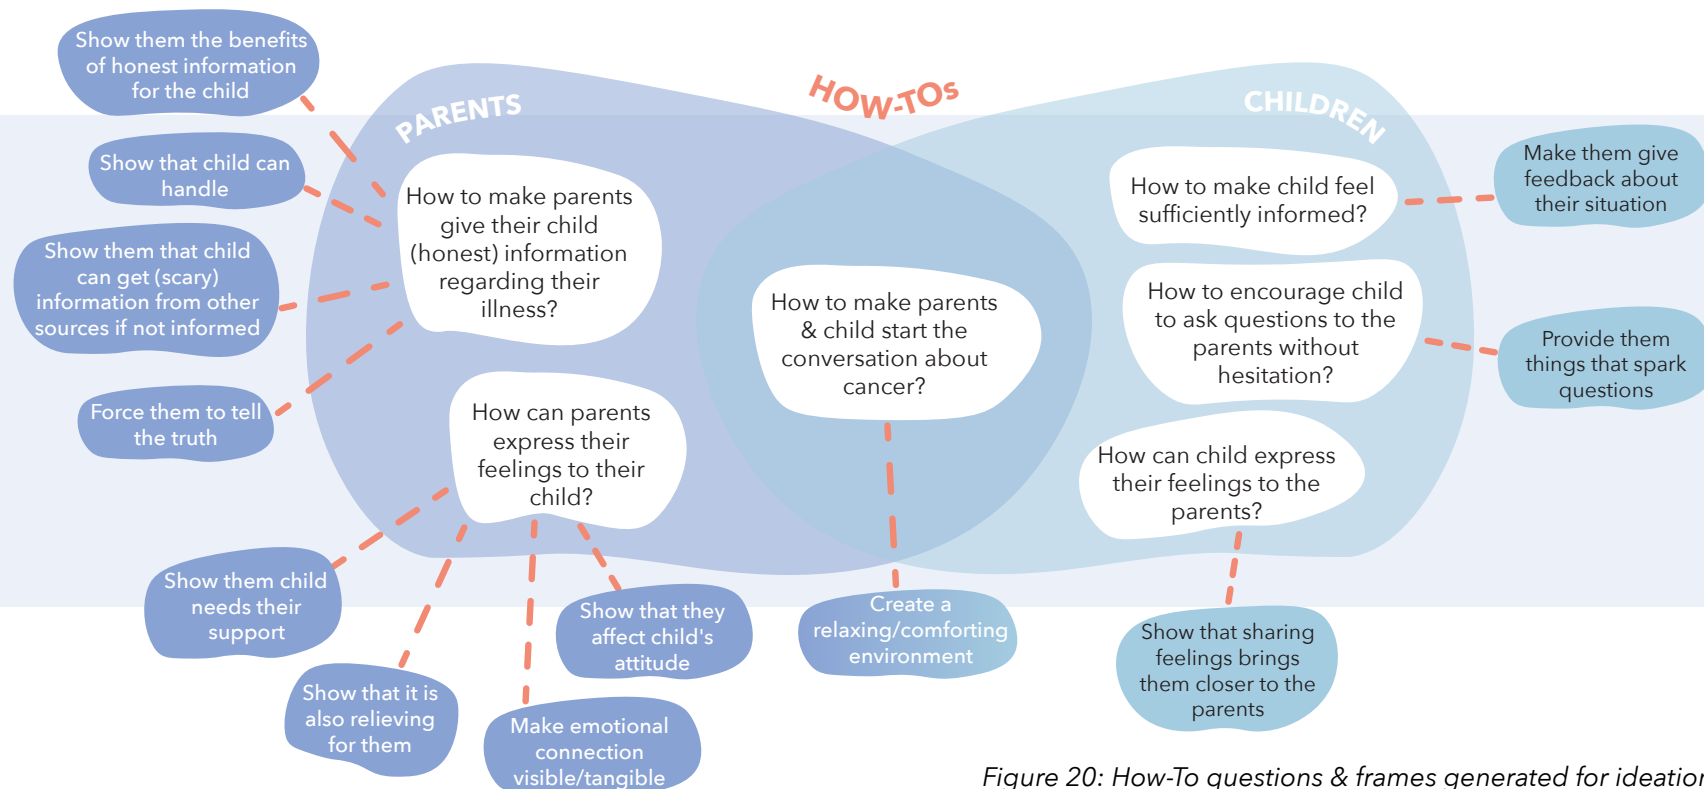 HOW-TOs
PARENTS
CHILDREN
Show them the benefits
of honest information
for the child
Show that child can
handle
Show them that child
can get (scary)
information from other
sources if not informed
Force them to tell
the truth
How to make parents
give their child
(honest) information
regarding their
illness?
How can parents
express their
feelings to their
child?
Show them child
needs their
support
Show that it is
also relieving
for them
Make emotional
connection
visible/tangible
Show that they
affect child's
attitude
How to make parents
& child start the
conversation about
cancer?
Create a
relaxing/comforting
environment
How to make child feel
sufficiently informed?
How to encourage child
to ask questions to the
parents without
hesitation?
How can child express
their feelings to the
parents?
Make them give
feedback about
their situation
Provide them
things that spark
questions
Show that sharing
feelings brings
them closer to the
parents
Figure 20: How-To questions & frames generated for ideation